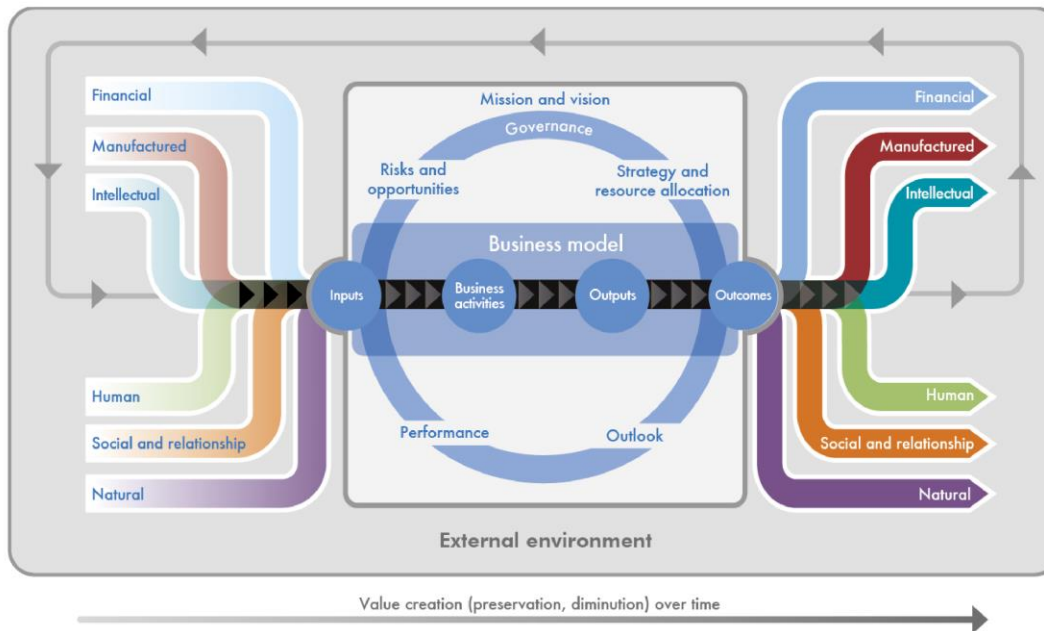 Financial
Manufactured
Intellectual
Human
Social and relationship
Natural
Mission and vision
Governance
Risks and
opportunities
Strategy and
resource allocation
Business model
Inputs
Business
activities
Outputs
Outcomes
Performance
Outlook
Financial
Manufactured
Intellectual
Human
Social and relationship
Natural
External environment
Value creation (preservation, diminution) over time